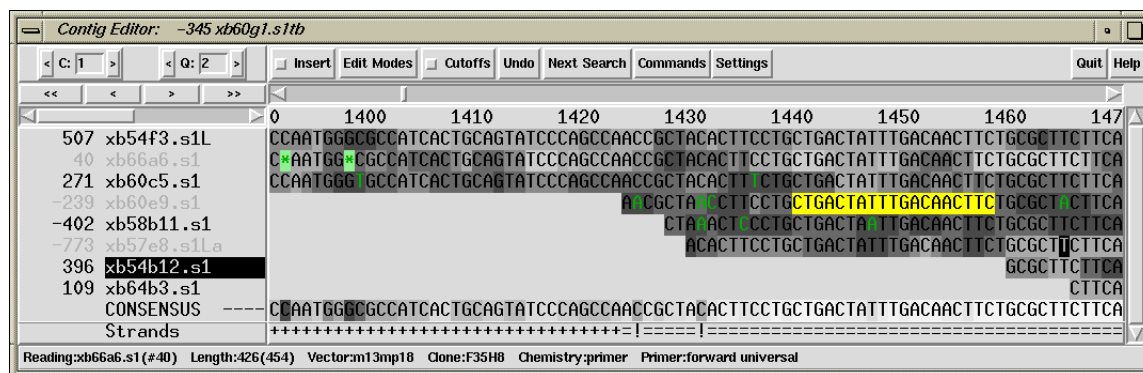 Contig Editor: -345 xb60g1.s1tb
< C: 1 > < Q: 2 > Insert Edit Modes Cutoffs Undo Next Search Commands Settings Quit Help
<< < > >>
0 1400 1410 1420 1430 1440 1450 1460 147
507 xb54f3.s1L CCAATGGGCGCCATCACTGCAGTATCCCAGCCAACCGCTACACTTCCTGCTGACTATTTGACAACTTCTGCGCTTCTTCA
40 xb66a6.s1 C*AATGG*CGCCATCACTGCAGTATCCCAGCCAACCGCTACACTTCCTGCTGACTATTTGACAACTTCTGCGCTTCTTCA
271 xb60c5.s1 CCAATGGGTGCCATCACTGCAGTATCCCAGCCAACCGCTACACTTTCTGCTGACTATTTGACAACTTCTGCGCTTCTTCA
-239 xb60e9.s1 AACGCTAACCTTCCTGCTGACTATTTGACAACTTCTGCGCTACTTCA
-402 xb58b11.s1 CTAAACTCCCTGCTGACTAATTGACAACTTCTGCGCTTCTTCA
-773 xb57e8.s1La ACACTTCCTGCTGACTATTTGACAACTTCTGCGCTTCTTCA
396 xb54b12.s1 GCGCTTCTTCA
109 xb64b3.s1 CTTCA
CONSENSUS ---- CCAATGGGCGCCATCACTGCAGTATCCCAGCCAACCGCTACACTTCCTGCTGACTATTTGACAACTTCTGCGCTTCTTCA
Strands +++++++++++++++++++++++++++++++++=!=====!=======================================
Reading:xb66a6.s1(#40) Length:426(454) Vector:m13mp18 Clone:F35H8 Chemistry:primer Primer:forward universal